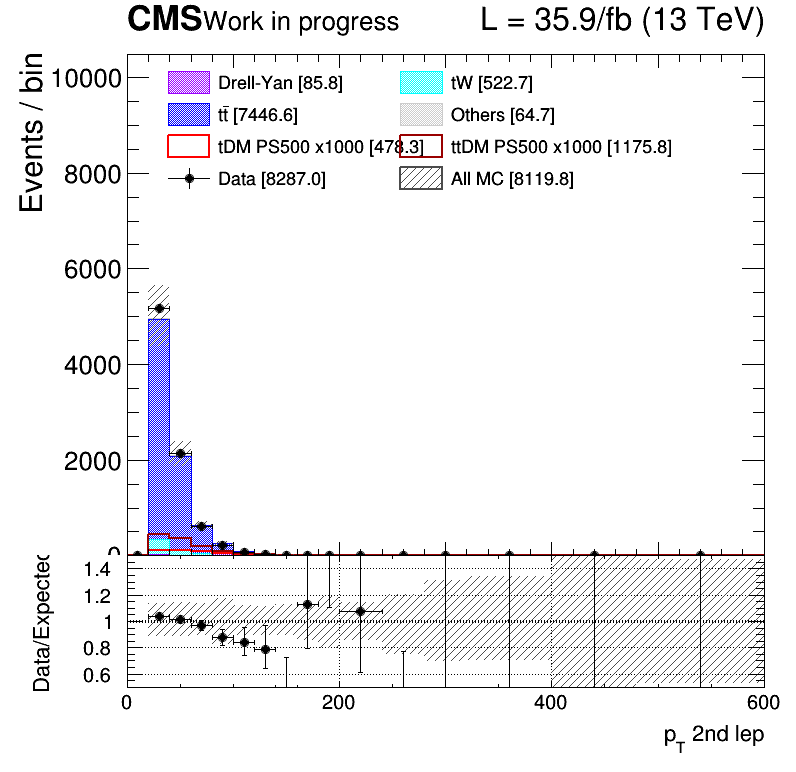 CMS Work in progress L = 35.9/fb (13 TeV)
Events / bin
10000
8000
6000
4000
2000
0
Drell-Yan [85.8] tW [522.7]
tt̄ [7446.6] Others [64.7]
tDM PS500 x1000 [478.3] ttDM PS500 x1000 [1175.8]
Data [8287.0] All MC [8119.8]
Data/Expected
1.4
1.2
1
0.8
0.6
0 200 400 600
p_T 2nd lep